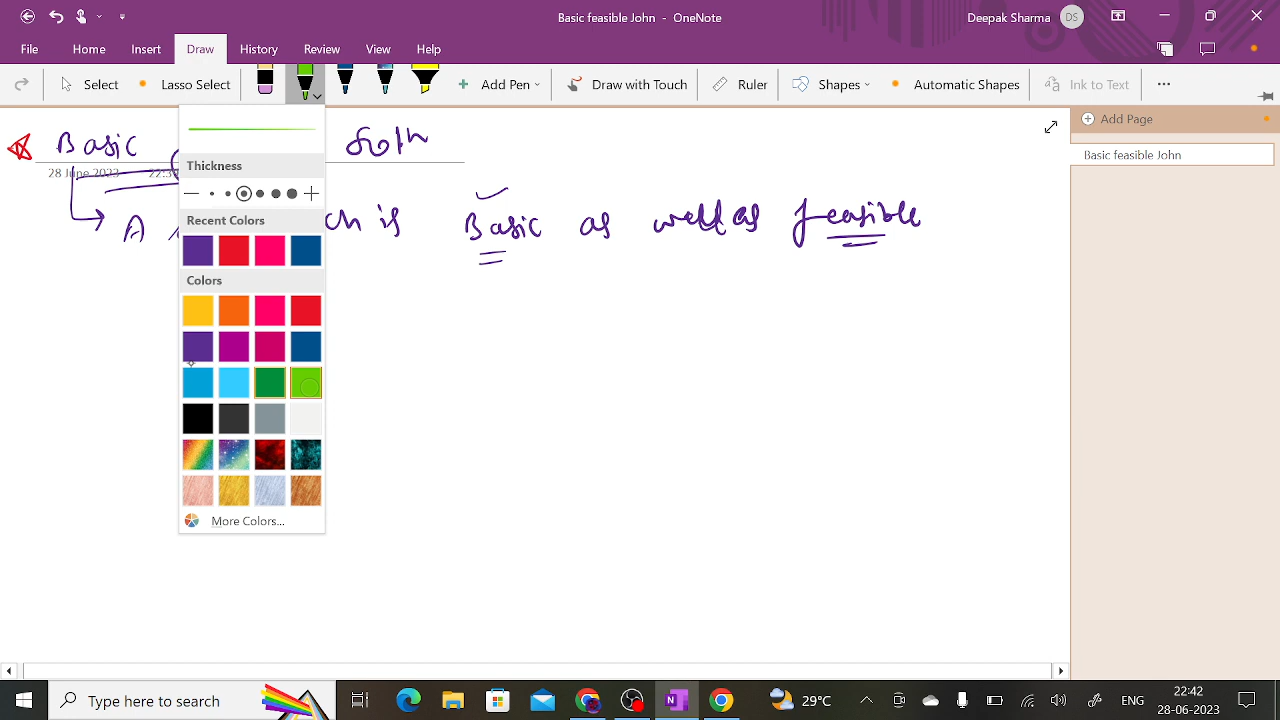 Basic feasible John - OneNote
Deepak Sharma DS
File Home Insert Draw History Review View Help
Select Lasso Select Add Pen Draw with Touch Ruler Shapes Automatic Shapes Ink to Text
Add Page
Basic feasible John
Basic Soln
28 June 2023 22:3
A is Basic as well as feasible
Thickness
Recent Colors
Colors
More Colors...
Type here to search
29°C
ENG
22:42
28-06-2023